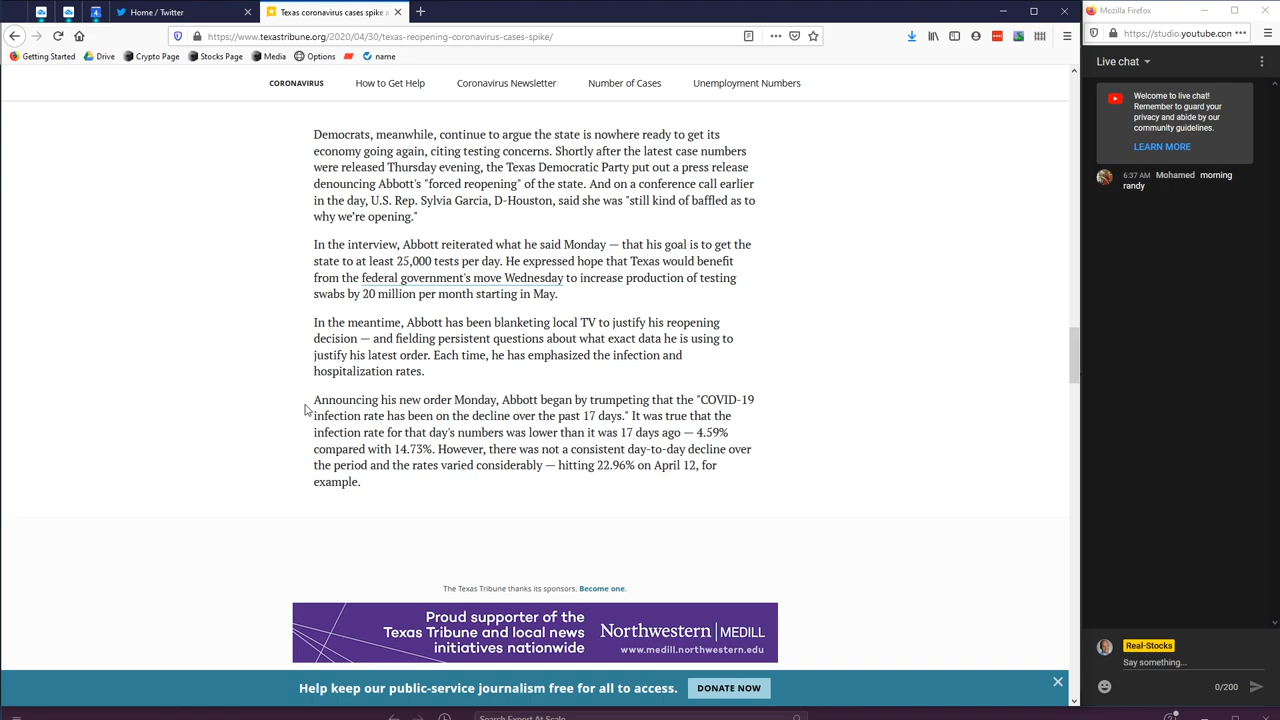 Home / Twitter
Texas coronavirus cases spike a
Mozilla Firefox
https://www.texastribune.org/2020/04/30/texas-reopening-coronavirus-cases-spike/
https://studio.youtube.con
Getting Started
Drive
Crypto Page
Stocks Page
Media
Options
name
Live chat
CORONAVIRUS
How to Get Help
Coronavirus Newsletter
Number of Cases
Unemployment Numbers
Welcome to live chat!
Remember to guard your
privacy and abide by our
community guidelines.
LEARN MORE
6:37 AM Mohamed morning
randy
Democrats, meanwhile, continue to argue the state is nowhere ready to get its
economy going again, citing testing concerns. Shortly after the latest case numbers
were released Thursday evening, the Texas Democratic Party put out a press release
denouncing Abbott's "forced reopening" of the state. And on a conference call earlier
in the day, U.S. Rep. Sylvia Garcia, D-Houston, said she was "still kind of baffled as to
why we're opening."
In the interview, Abbott reiterated what he said Monday — that his goal is to get the
state to at least 25,000 tests per day. He expressed hope that Texas would benefit
from the federal government's move Wednesday to increase production of testing
swabs by 20 million per month starting in May.
In the meantime, Abbott has been blanketing local TV to justify his reopening
decision — and fielding persistent questions about what exact data he is using to
justify his latest order. Each time, he has emphasized the infection and
hospitalization rates.
Announcing his new order Monday, Abbott began by trumpeting that the "COVID-19
infection rate has been on the decline over the past 17 days." It was true that the
infection rate for that day's numbers was lower than it was 17 days ago — 4.59%
compared with 14.73%. However, there was not a consistent day-to-day decline over
the period and the rates varied considerably — hitting 22.96% on April 12, for
example.
The Texas Tribune thanks its sponsors. Become one.
Proud supporter of the
Texas Tribune and local news
initiatives nationwide
Northwestern | MEDILL
www.medill.northwestern.edu
Help keep our public-service journalism free for all to access.
DONATE NOW
Real-Stocks
Say something...
0/200
Search Expert At Scale